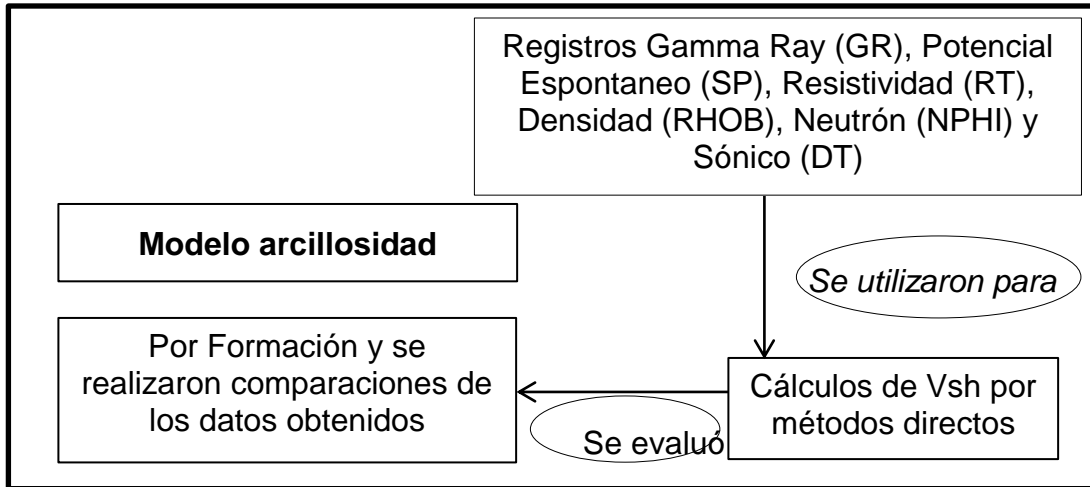 Registros Gamma Ray (GR), Potencial
Espontaneo (SP), Resistividad (RT),
Densidad (RHOB), Neutrón (NPHI) y
Sónico (DT)
Modelo arcillosidad
Se utilizaron para
Por Formación y se
realizaron comparaciones de
los datos obtenidos
Cálculos de Vsh por
métodos directos
Se evaluó